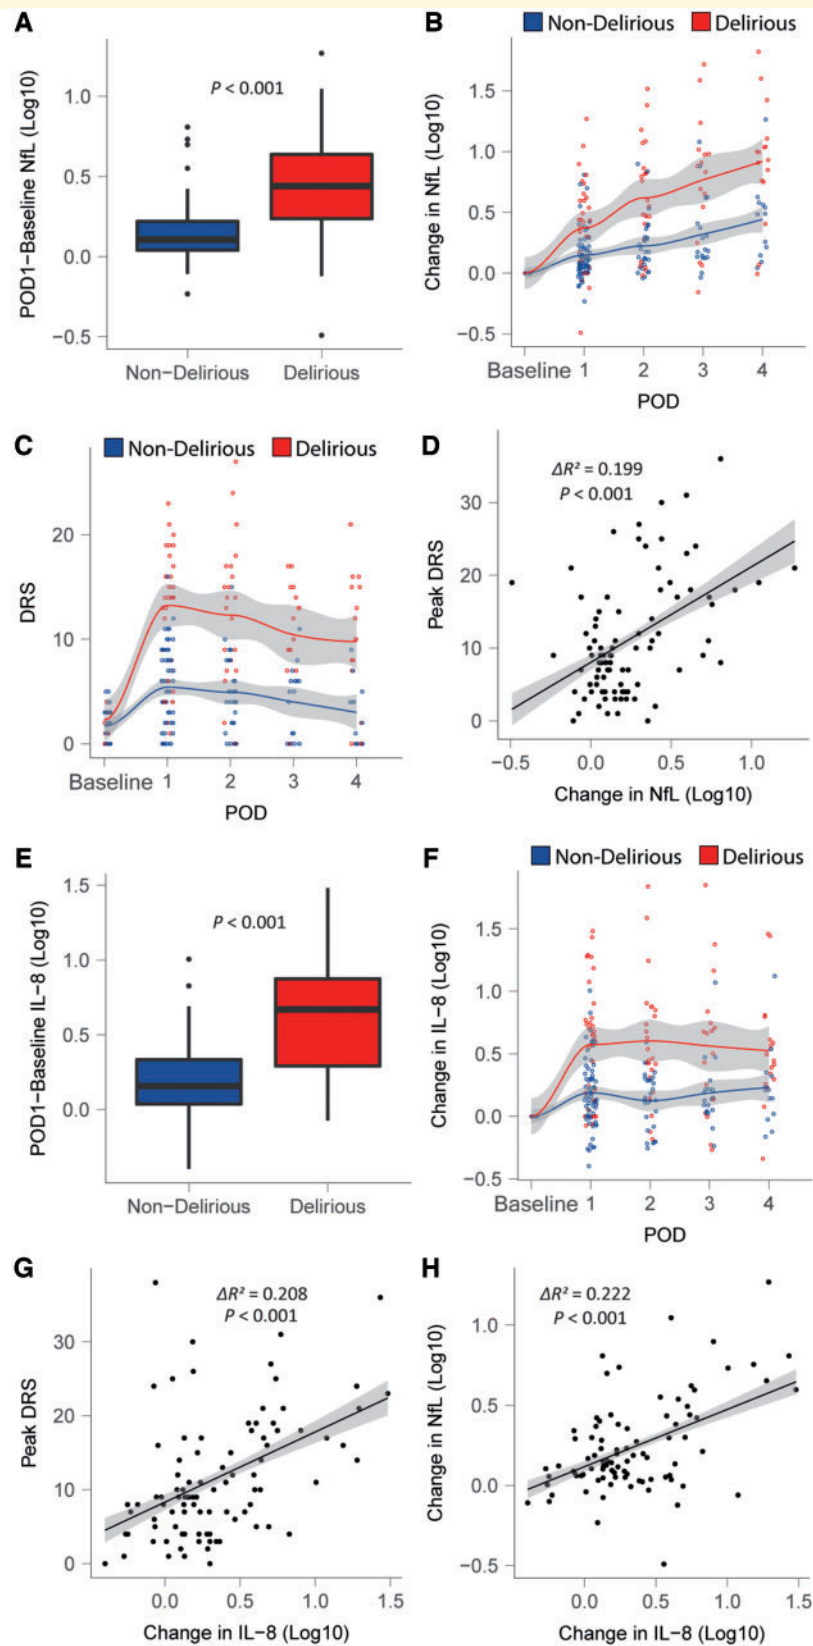 A
POD1−Baseline NfL (Log10)
1.0
0.5
0.0
−0.5
P < 0.001
Non−Delirious
Delirious
B
Non-Delirious
Delirious
Change in NfL (Log10)
1.5
1.0
0.5
0.0
−0.5
Baseline 1 2 3 4
POD
C
Non-Delirious
Delirious
DRS
20
10
0
Baseline 1 2 3 4
POD
D
Peak DRS
30
20
10
0
ΔR² = 0.199
P < 0.001
−0.5 0.0 0.5 1.0
Change in NfL (Log10)
E
POD1−Baseline IL−8 (Log10)
1.5
1.0
0.5
0.0
P < 0.001
Non−Delirious
Delirious
F
Non-Delirious
Delirious
Change in IL−8 (Log10)
1.5
1.0
0.5
0.0
−0.5
Baseline 1 2 3 4
POD
G
Peak DRS
30
20
10
0
ΔR² = 0.208
P < 0.001
0.0 0.5 1.0 1.5
Change in IL−8 (Log10)
H
Change in NfL (Log10)
1.0
0.5
0.0
−0.5
ΔR² = 0.222
P < 0.001
0.0 0.5 1.0 1.5
Change in IL−8 (Log10)